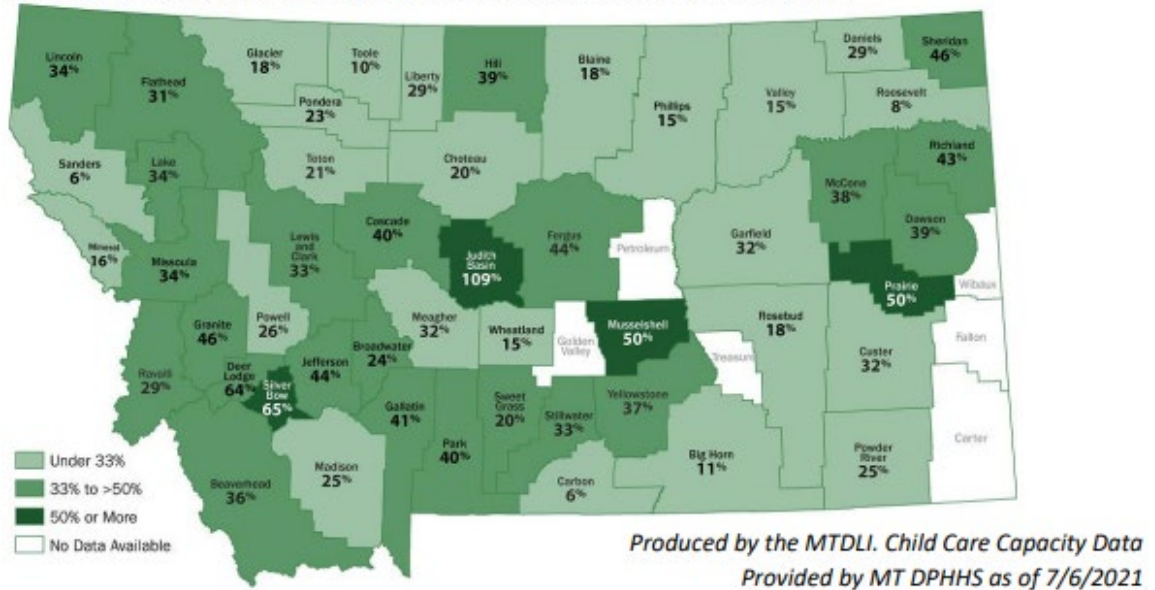 Lincoln
34%
Flathead
31%
Glacier
18%
Toole
10%
Liberty
29%
Hill
39%
Blaine
18%
Phillips
15%
Valley
15%
Daniels
29%
Sheridan
46%
Roosevelt
8%
Pondera
23%
Teton
21%
Choteau
20%
Sanders
6%
Lake
34%
Mineral
16%
Missoula
34%
Lewis
and
Clark
33%
Cascade
40%
Judith
Basin
109%
Fergus
44%
Petroleum
Garfield
32%
McCone
38%
Richland
43%
Dawson
39%
Prairie
50%
Wibaux
Granite
46%
Powell
26%
Meagher
32%
Wheatland
15%
Golden
Valley
Musselshell
50%
Treasure
Rosebud
18%
Custer
32%
Fallon
Ravalli
29%
Deer
Lodge
64%
Silver
Bow
65%
Jefferson
44%
Broadwater
24%
Gallatin
41%
Park
40%
Sweet
Grass
20%
Stillwater
33%
Yellowstone
37%
Big Horn
11%
Powder
River
25%
Carter
Beaverhead
36%
Madison
25%
Carbon
6%
Under 33%
33% to >50%
50% or More
No Data Available
Produced by the MTDLI. Child Care Capacity Data
Provided by MT DPHHS as of 7/6/2021